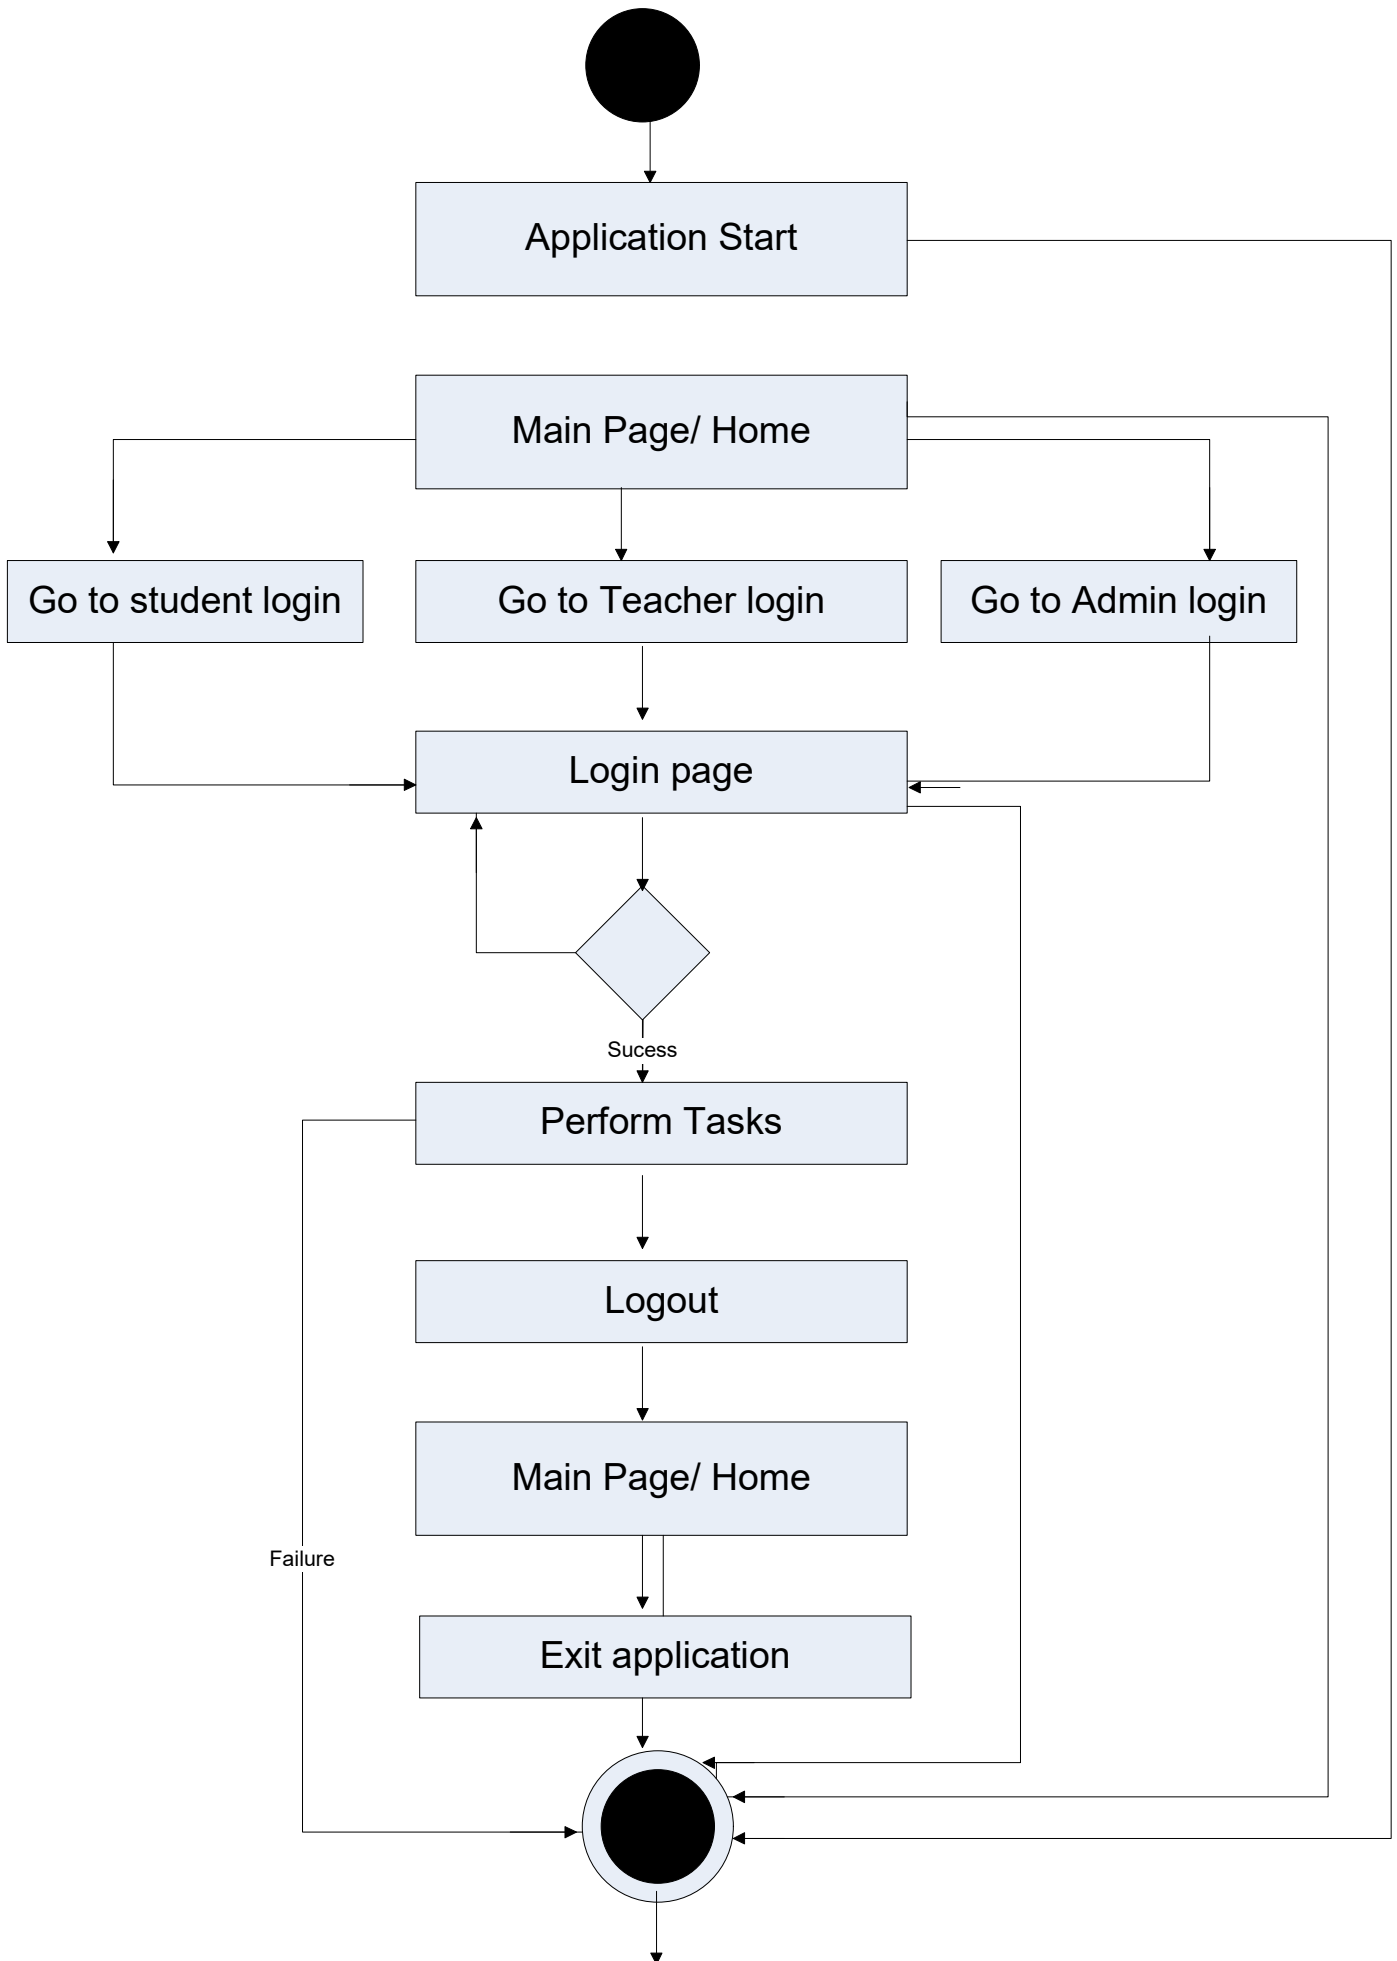 Application Start
Main Page/ Home
Go to student login
Go to Teacher login
Go to Admin login
Login page
Sucess
Perform Tasks
Logout
Main Page/ Home
Failure
Exit application